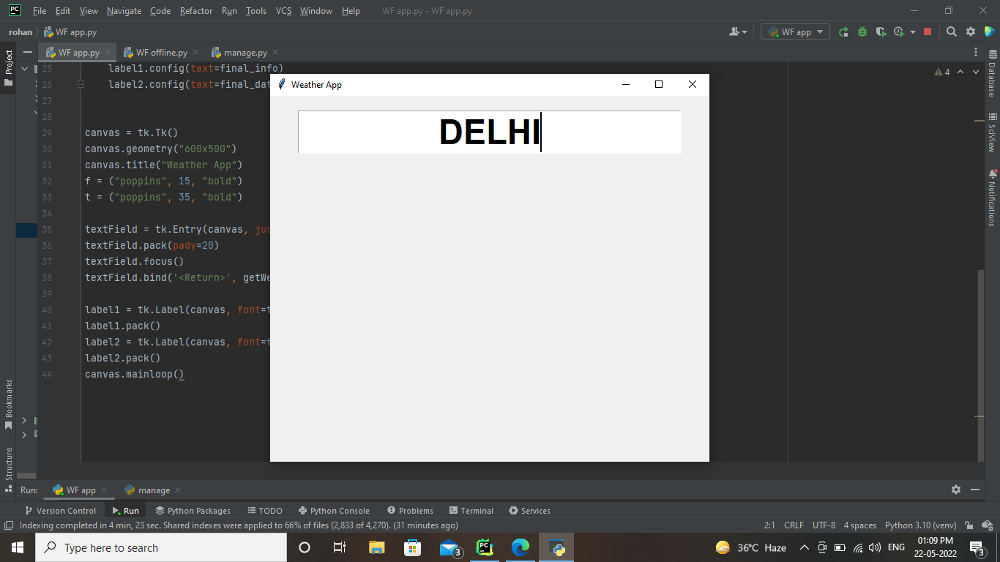 PC File Edit View Navigate Code Refactor Run Tools VCS Window Help WF app.py - WF app.py
rohan WF app.py WF app
WF app.py WF offline.py manage.py
Project
Database
SciView
Notifications
Bookmarks
Structure
4
25 label1.config(text=final_info)
26 label2.config(text=final_dat
27
28
29 canvas = tk.Tk()
30 canvas.geometry("600x500")
31 canvas.title("Weather App")
32 f = ("poppins", 15, "bold")
33 t = ("poppins", 35, "bold")
34
35 textField = tk.Entry(canvas, jus
36 textField.pack(pady=20)
37 textField.focus()
38 textField.bind('<Return>', getWe
39
40 label1 = tk.Label(canvas, font=t
41 label1.pack()
42 label2 = tk.Label(canvas, font=f
43 label2.pack()
44 canvas.mainloop()
Weather App
DELHI
Run: WF app manage
Version Control Run Python Packages TODO Python Console Problems Terminal Services
Indexing completed in 4 min, 23 sec. Shared indexes were applied to 66% of files (2,833 of 4,270). (31 minutes ago) 2:1 CRLF UTF-8 4 spaces Python 3.10 (venv)
Type here to search 3 PC 36°C Haze ENG 01:09 PM
22-05-2022 3